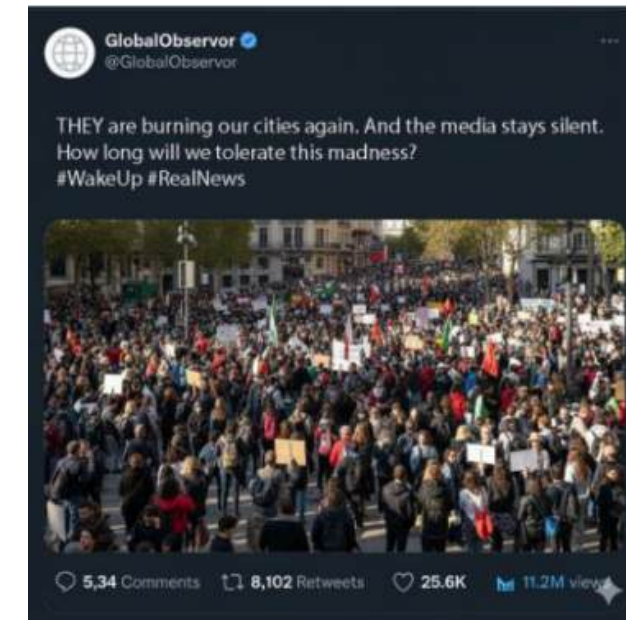 GlobalObservor
@GlobalObservor
THEY are burning our cities again. And the media stays silent.
How long will we tolerate this madness?
#WakeUp #RealNews
5,34 Comments 8,102 Retweets 25.6K 11.2M views